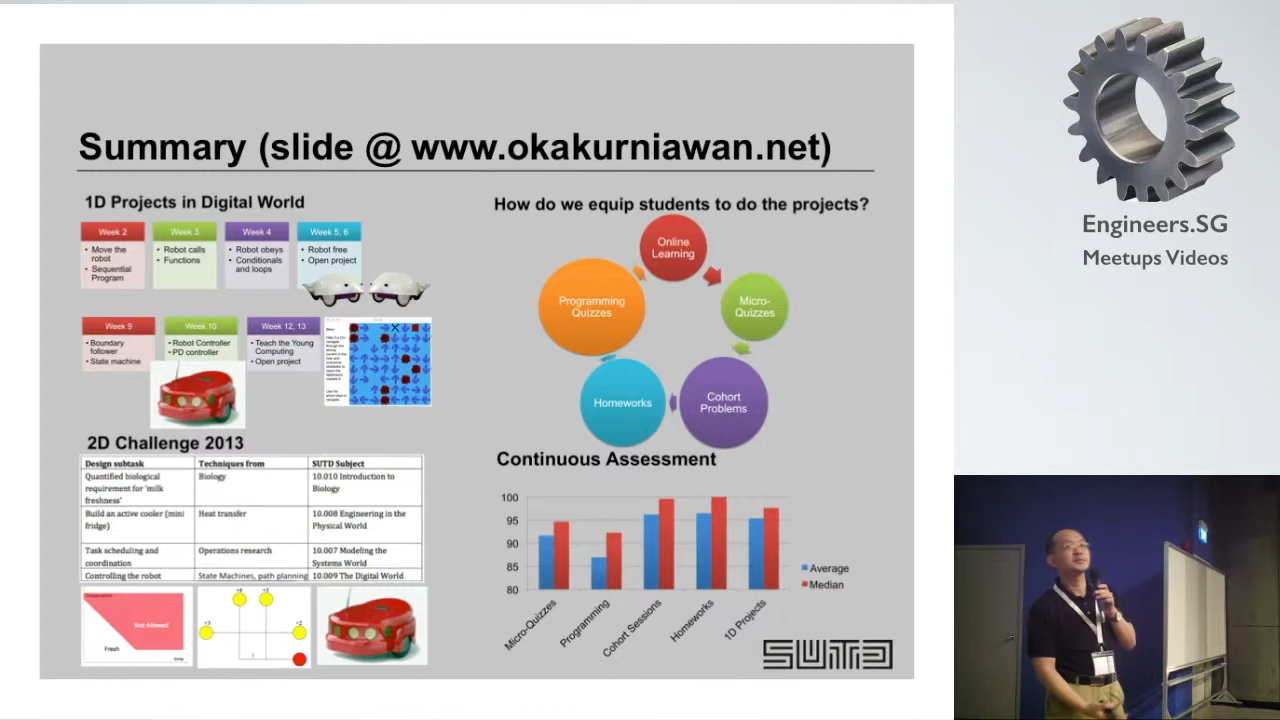 Summary (slide @ www.okakurniawan.net)
1D Projects in Digital World
Week 2
• Move the robot
• Sequential Program
Week 3
• Robot calls
• Functions
Week 4
• Robot obeys
• Conditionals and loops
Week 5, 6
• Robot free
• Open project
Week 9
• Boundary follower
• State machine
Week 10
• Robot Controller
• PD controller
Week 12, 13
• Teach the Young Computing
• Open project
2D Challenge 2013
Design subtask Techniques from SUTD Subject
Quantified biological requirement for 'milk freshness' Biology 10.010 Introduction to Biology
Build an active cooler (mini fridge) Heat transfer 10.008 Engineering in the Physical World
Task scheduling and coordination Operations research 10.007 Modeling the Systems World
Controlling the robot State Machines, path planning 10.009 The Digital World
Not Allowed
Fresh
How do we equip students to do the projects?
Online Learning
Micro-Quizzes
Cohort Problems
Homeworks
Programming Quizzes
Continuous Assessment
100
95
90
85
80
Micro-Quizzes
Programming
Cohort Sessions
Homeworks
1D Projects
Average
Median
SUTD
Engineers.SG
Meetups Videos